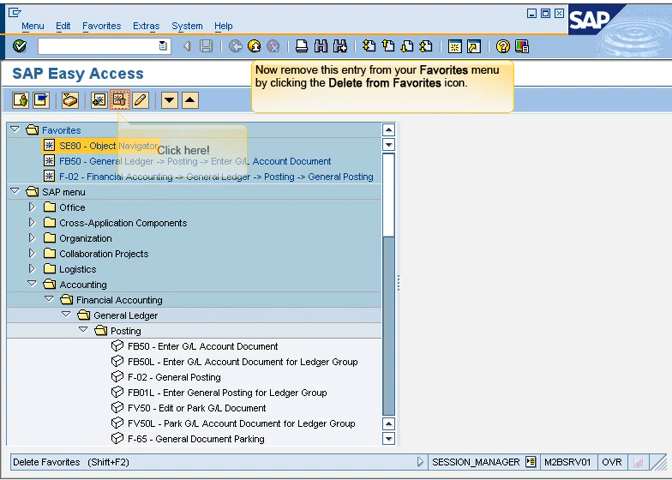 Menu Edit Favorites Extras System Help
SAP
SAP Easy Access
Now remove this entry from your Favorites menu
by clicking the Delete from Favorites icon.
Click here!
Favorites
SE80 - Object Navigator
FB50 - General Ledger -> Posting -> Enter G/L Account Document
F-02 - Financial Accounting -> General Ledger -> Posting -> General Posting
SAP menu
Office
Cross-Application Components
Organization
Collaboration Projects
Logistics
Accounting
Financial Accounting
General Ledger
Posting
FB50 - Enter G/L Account Document
FB50L - Enter G/L Account Document for Ledger Group
F-02 - General Posting
FB01L - Enter General Posting for Ledger Group
FV50 - Edit or Park G/L Document
FV50L - Park G/L Account Document for Ledger Group
F-65 - General Document Parking
Delete Favorites (Shift+F2)
SESSION_MANAGER
M2BSRV01
OVR